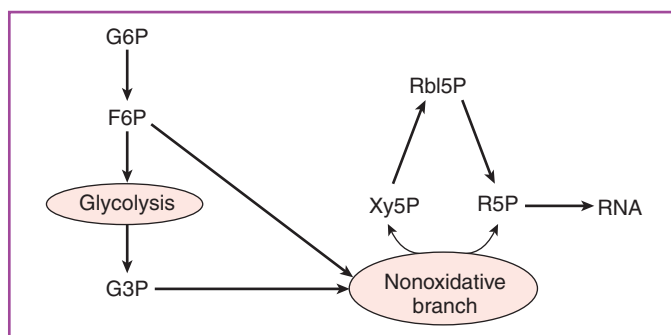 G6P
F6P
Glycolysis
G3P
Rbl5P
Xy5P
R5P
RNA
Nonoxidative
branch